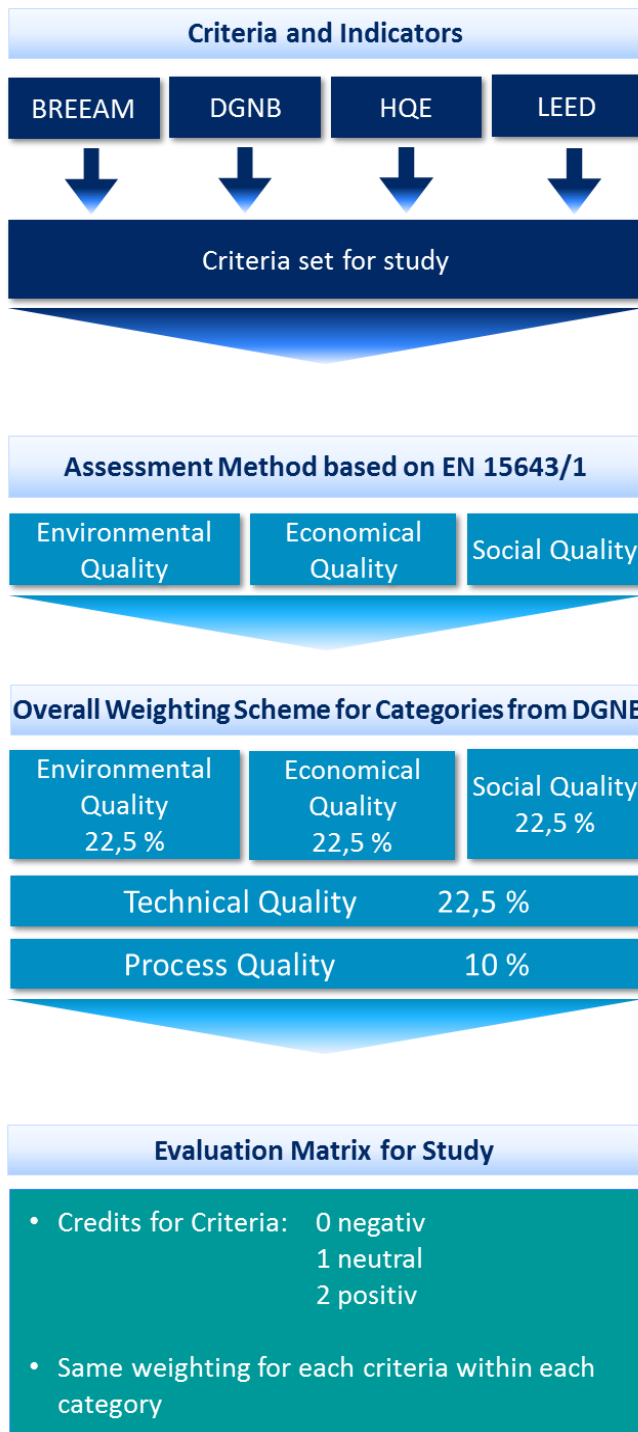 Criteria and Indicators
BREEAM
DGNB
HQE
LEED
Criteria set for study
Assessment Method based on EN 15643/1
Environmental
Quality
Economical
Quality
Social Quality
Overall Weighting Scheme for Categories from DGNB
Environmental
Quality
22,5 %
Economical
Quality
22,5 %
Social Quality
22,5 %
Technical Quality 22,5 %
Process Quality 10 %
Evaluation Matrix for Study
• Credits for Criteria: 0 negativ
1 neutral
2 positiv
• Same weighting for each criteria within each
category